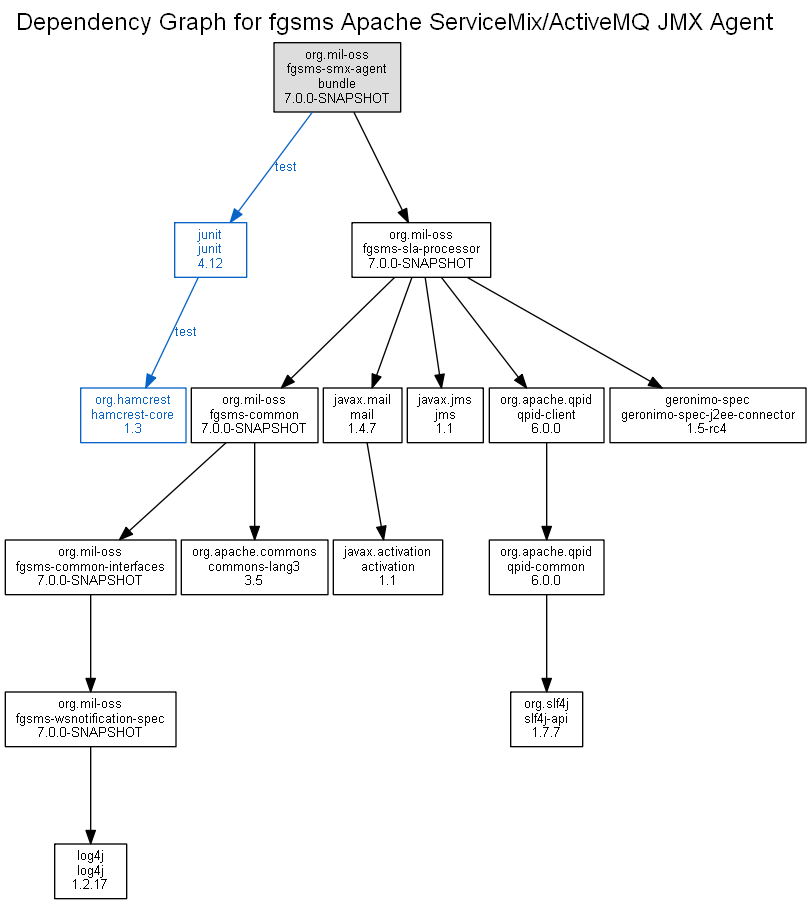 Dependency Graph for fgsms Apache ServiceMix/ActiveMQ JMX Agent
org.mil-oss
fgsms-smx-agent
bundle
7.0.0-SNAPSHOT
test
junit
junit
4.12
org.mil-oss
fgsms-sla-processor
7.0.0-SNAPSHOT
test
org.hamcrest
hamcrest-core
1.3
org.mil-oss
fgsms-common
7.0.0-SNAPSHOT
javax.mail
mail
1.4.7
javax.jms
jms
1.1
org.apache.qpid
qpid-client
6.0.0
geronimo-spec
geronimo-spec-j2ee-connector
1.5-rc4
org.mil-oss
fgsms-common-interfaces
7.0.0-SNAPSHOT
org.apache.commons
commons-lang3
3.5
javax.activation
activation
1.1
org.apache.qpid
qpid-common
6.0.0
org.mil-oss
fgsms-wsnotification-spec
7.0.0-SNAPSHOT
org.slf4j
slf4j-api
1.7.7
log4j
log4j
1.2.17